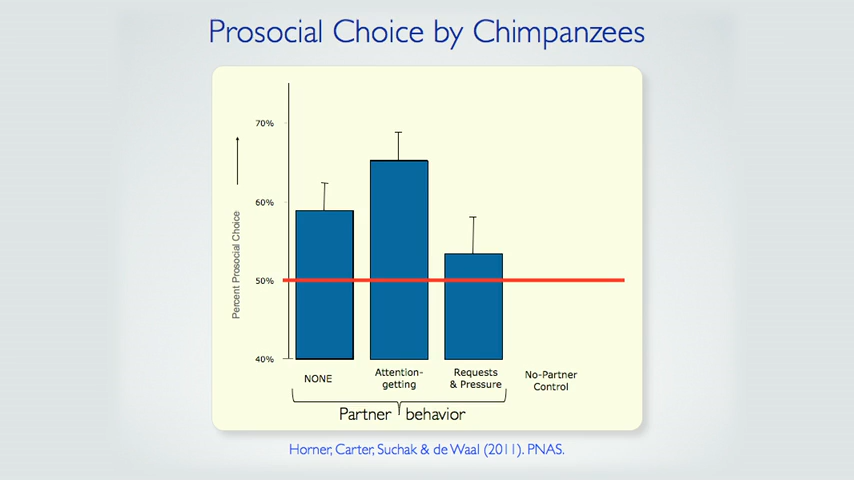 Prosocial Choice by Chimpanzees
70%
60%
50%
40%
Percent Prosocial Choice
NONE
Attention-
getting
Requests
& Pressure
No-Partner
Control
Partner behavior
Horner, Carter, Suchak & de Waal (2011). PNAS.